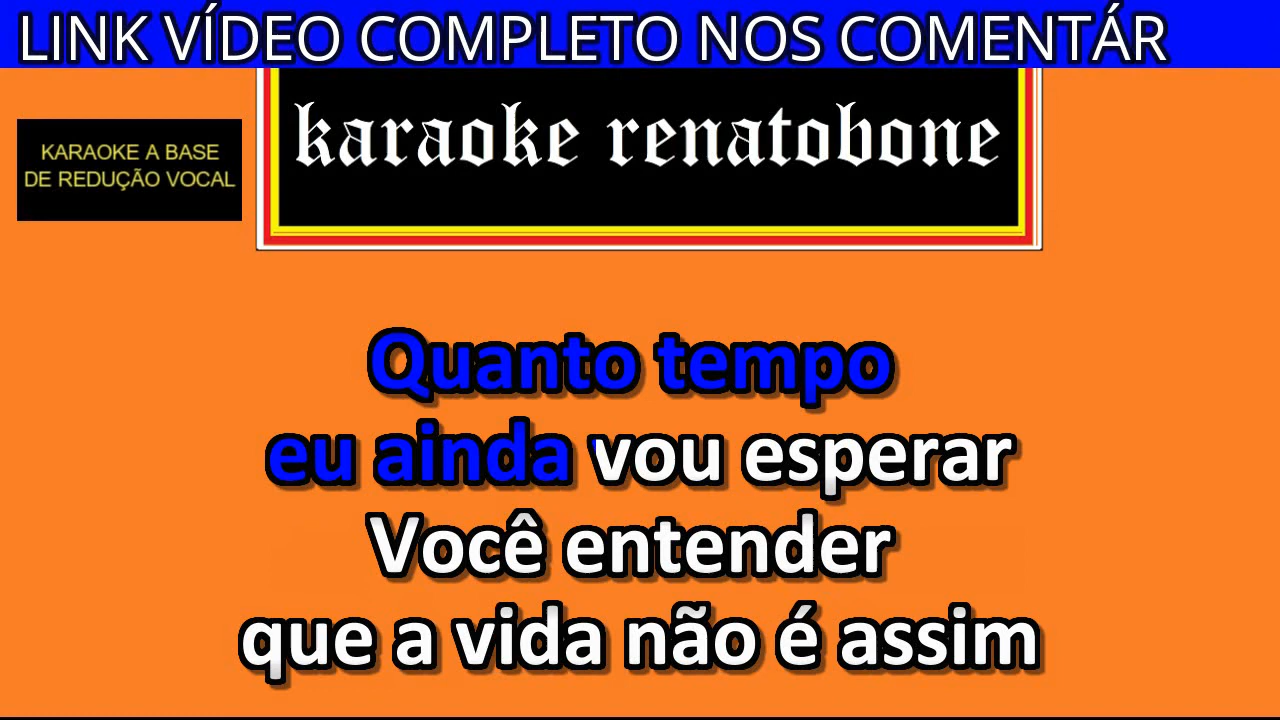 LINK VÍDEO COMPLETO NOS COMENTÁR
karaoke renatobone
KARAOKE A BASE
DE REDUÇÃO VOCAL
Quanto tempo
eu ainda vou esperar
Você entender
que a vida não é assim